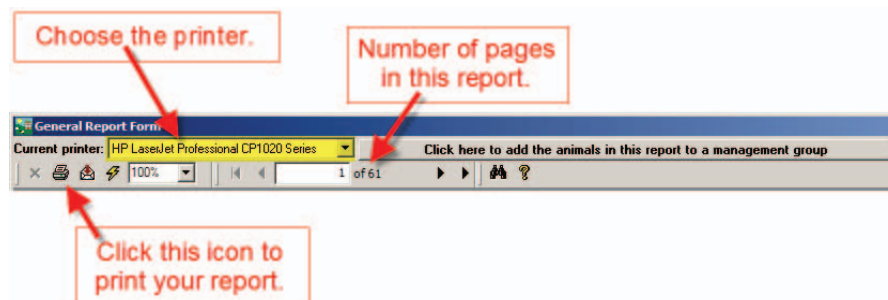 Choose the printer.
Number of pages
in this report.
General Report Form
Current printer: HP LaserJet Professional CP1020 Series Click here to add the animals in this report to a management group
100% 1 of 61
Click this icon to
print your report.